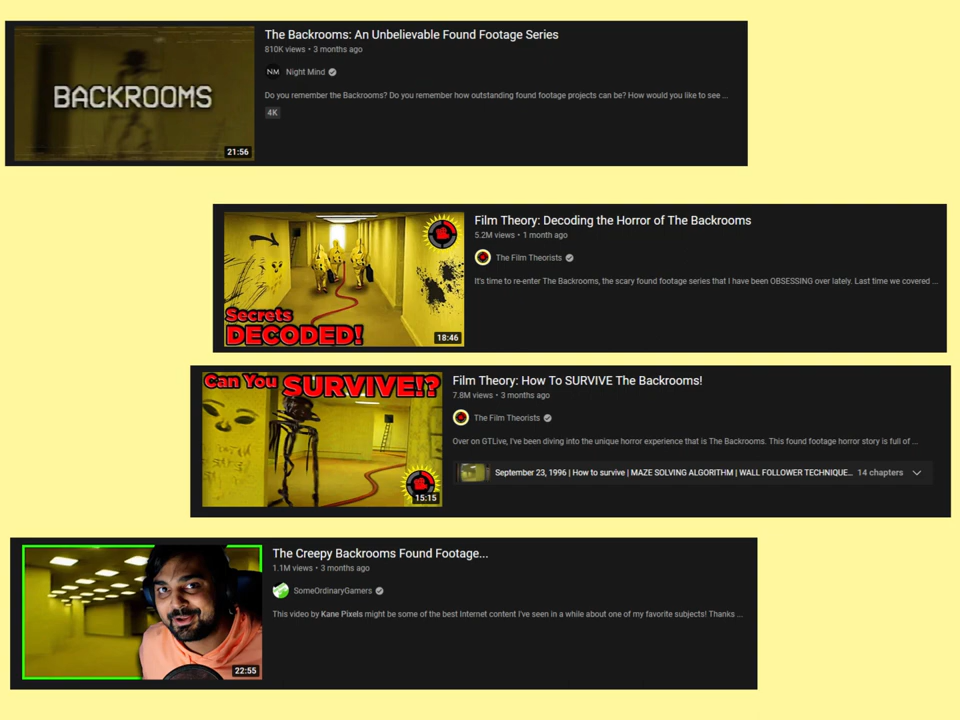 BACKROOMS
21:56
The Backrooms: An Unbelievable Found Footage Series
810K views • 3 months ago
NM Night Mind
Do you remember the Backrooms? Do you remember how outstanding found footage projects can be? How would you like to see ...
4K
Secrets
DECODED!
18:46
Film Theory: Decoding the Horror of The Backrooms
5.2M views • 1 month ago
The Film Theorists
It's time to re-enter The Backrooms, the scary found footage series that I have been OBSESSING over lately. Last time we covered ...
Can You SURVIVE!?
15:15
Film Theory: How To SURVIVE The Backrooms!
7.8M views • 3 months ago
The Film Theorists
Over on GTLive, I've been diving into the unique horror experience that is The Backrooms. This found footage horror story is full of ...
September 23, 1996 | How to survive | MAZE SOLVING ALGORITHM | WALL FOLLOWER TECHNIQUE... 14 chapters
22:55
The Creepy Backrooms Found Footage...
1.1M views • 3 months ago
SomeOrdinaryGamers
This video by Kane Pixels might be some of the best Internet content I've seen in a while about one of my favorite subjects! Thanks ...